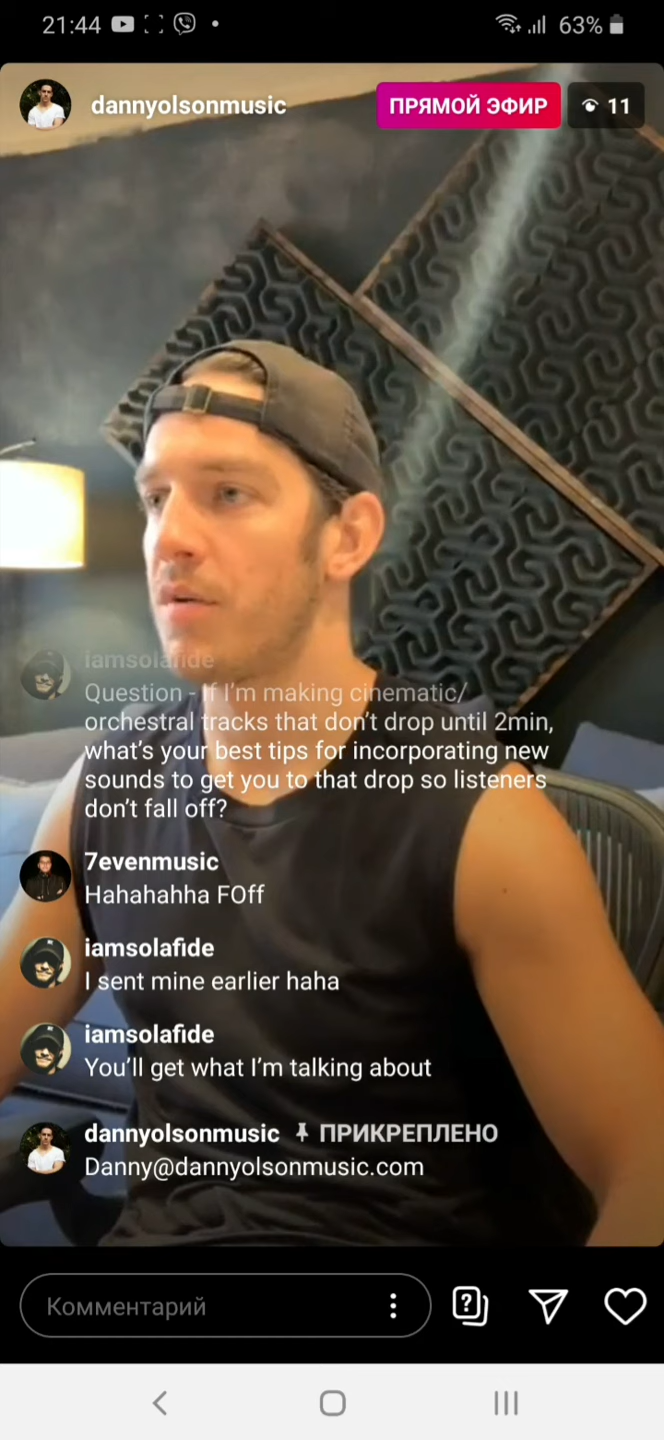 21:44
63%
dannyolsonmusic
ПРЯМОЙ ЭФИР
11
iamsolafide
Question - If I'm making cinematic/
orchestral tracks that don't drop until 2min,
what's your best tips for incorporating new
sounds to get you to that drop so listeners
don't fall off?
7evenmusic
Hahahahha FOff
iamsolafide
I sent mine earlier haha
iamsolafide
You'll get what I'm talking about
dannyolsonmusic ПРИКРЕПЛЕНО
Danny@dannyolsonmusic.com
Комментарий